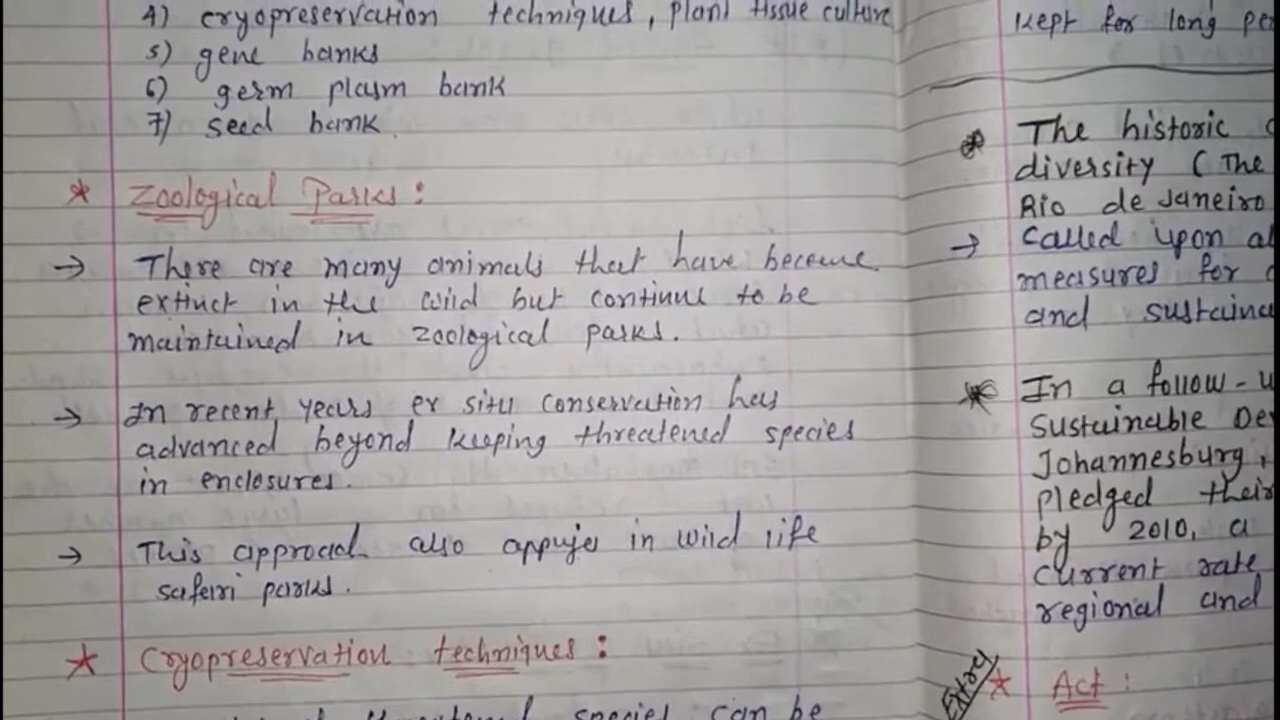 4) cryopreservation techniques, plant tissue culture
5) gene banks
6) germ plasm bank
7) seed bank.
* Zoological Parks:
→ There are many animals that have become
extinct in the wild but continue to be
maintained in zoological parks.
→ In recent years ex situ conservation has
advanced beyond keeping threatened species
in enclosures.
→ This approach also applies in wild life
safari parks.
* Cryopreservation techniques:
species can be
kept for long
* The historic
diversity (The
Rio de Janeiro
→ Called upon
measures for
and
* In a follow-
Sustainable
Johannesburg,
pledged their
by 2010, a
current rate
regional and
Extra
* Act: